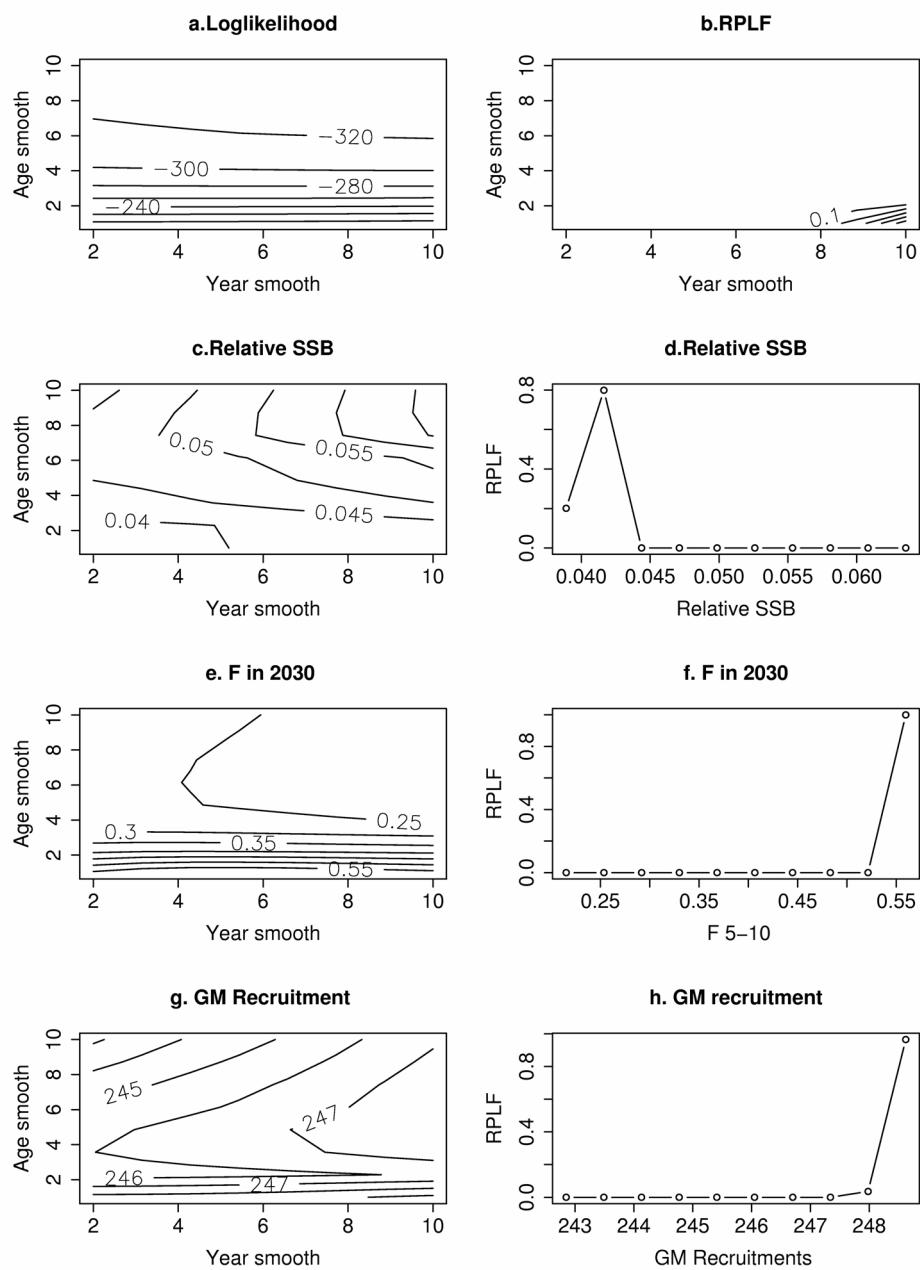 a.Loglikelihood
Age smooth
10
8
6
4
2
−320
−300
−280
−240
2 4 6 8 10
Year smooth
b.RPLF
Age smooth
10
8
6
4
2
0.1
2 4 6 8 10
Year smooth
c.Relative SSB
Age smooth
10
8
6
4
2
0.05
0.055
0.045
0.04
2 4 6 8 10
Year smooth
d.Relative SSB
RPLF
0.8
0.4
0.0
0.040 0.045 0.050 0.055 0.060
Relative SSB
e. F in 2030
Age smooth
10
8
6
4
2
0.25
0.3
0.35
0.55
2 4 6 8 10
Year smooth
f. F in 2030
RPLF
0.8
0.4
0.0
0.25 0.35 0.45 0.55
F 5−10
g. GM Recruitment
Age smooth
10
8
6
4
2
245
247
246
247
2 4 6 8 10
Year smooth
h. GM recruitment
RPLF
0.8
0.4
0.0
243 244 245 246 247 248
GM Recruitments